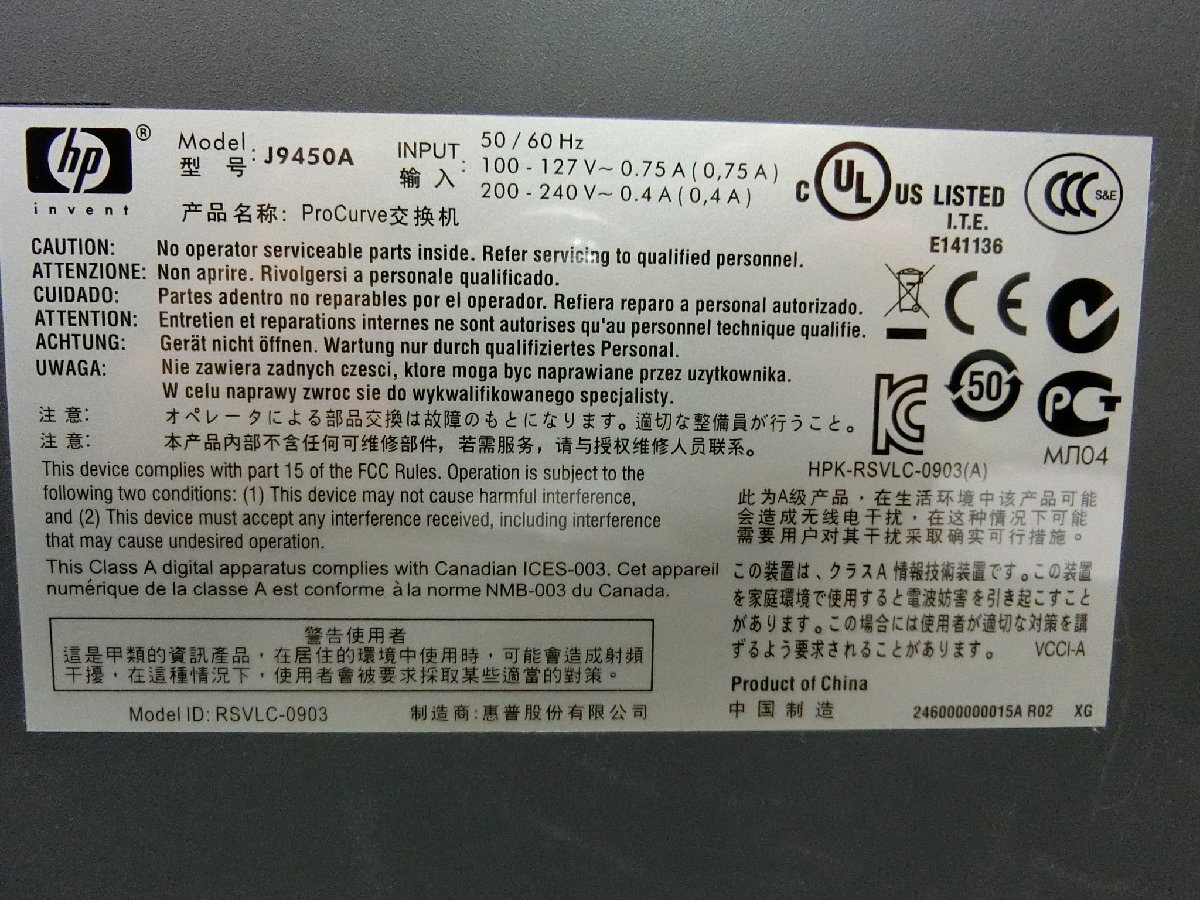 hp®
invent
Model
型 号: J9450A
产品名称: ProCurve交换机
INPUT
输 入:
50 / 60 Hz
100 - 127 V~ 0.75 A ( 0,75 A )
200 - 240 V~ 0.4 A ( 0,4 A )
C UL US LISTED
I.T.E.
E141136
CCC S&E
CAUTION: No operator serviceable parts inside. Refer servicing to qualified personnel.
ATTENZIONE: Non aprire. Rivolgersi a personale qualificado.
CUIDADO: Partes adentro no reparables por el operador. Refiera reparo a personal autorizado.
ATTENTION: Entretien et reparations internes ne sont autorises qu'au personnel technique qualifie.
ACHTUNG: Gerät nicht öffnen. Wartung nur durch qualifiziertes Personal.
UWAGA: Nie zawiera zadnych czesci, ktore moga byc naprawiane przez uzytkownika.
W celu naprawy zwroc sie do wykwalifikowanego specjalisty.
注 意: オペレータによる部品交換は故障のもとになります。適切な整備員が行うこと。
注 意: 本产品内部不含任何可维修部件，若需服务，请与授权维修人员联系。
CE
50
МЛ04
HPK-RSVLC-0903(A)
This device complies with part 15 of the FCC Rules. Operation is subject to the
following two conditions: (1) This device may not cause harmful interference,
and (2) This device must accept any interference received, including interference
that may cause undesired operation.
This Class A digital apparatus complies with Canadian ICES-003. Cet appareil
numérique de la classe A est conforme à la norme NMB-003 du Canada.
此为A级产品，在生活环境中该产品可能
会造成无线电干扰，在这种情况下可能
需要用户对其干扰采取确实可行措施。
この装置は、クラスA 情報技術装置です。この装置
を家庭環境で使用すると電波妨害を引き起こすこと
があります。この場合には使用者が適切な対策を講
ずるよう要求されることがあります。 VCCI-A
警告使用者
這是甲類的資訊產品，在居住的環境中使用時，可能會造成射頻
干擾，在這種情況下，使用者會被要求採取某些適當的對策。
Model ID: RSVLC-0903
制造商:惠普股份有限公司
Product of China
中 国 制 造
246000000015A R02 XG